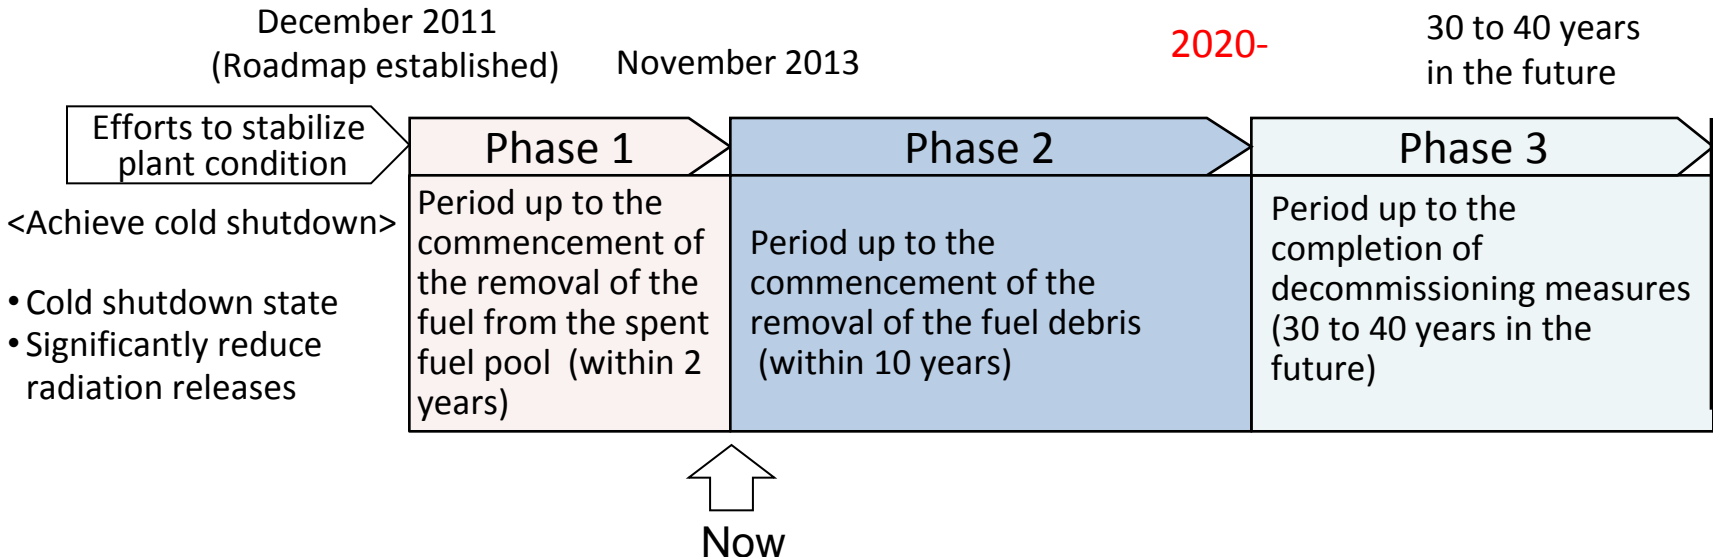 December 2011
(Roadmap established)
November 2013
2020-
30 to 40 years
in the future
Efforts to stabilize
plant condition
Phase 1
Phase 2
Phase 3
<Achieve cold shutdown>
• Cold shutdown state
• Significantly reduce
radiation releases
Period up to the
commencement of
the removal of the
fuel from the spent
fuel pool (within 2
years)
Period up to the
commencement of the
removal of the fuel debris
(within 10 years)
Period up to the
completion of
decommissioning measures
(30 to 40 years in the
future)
Now